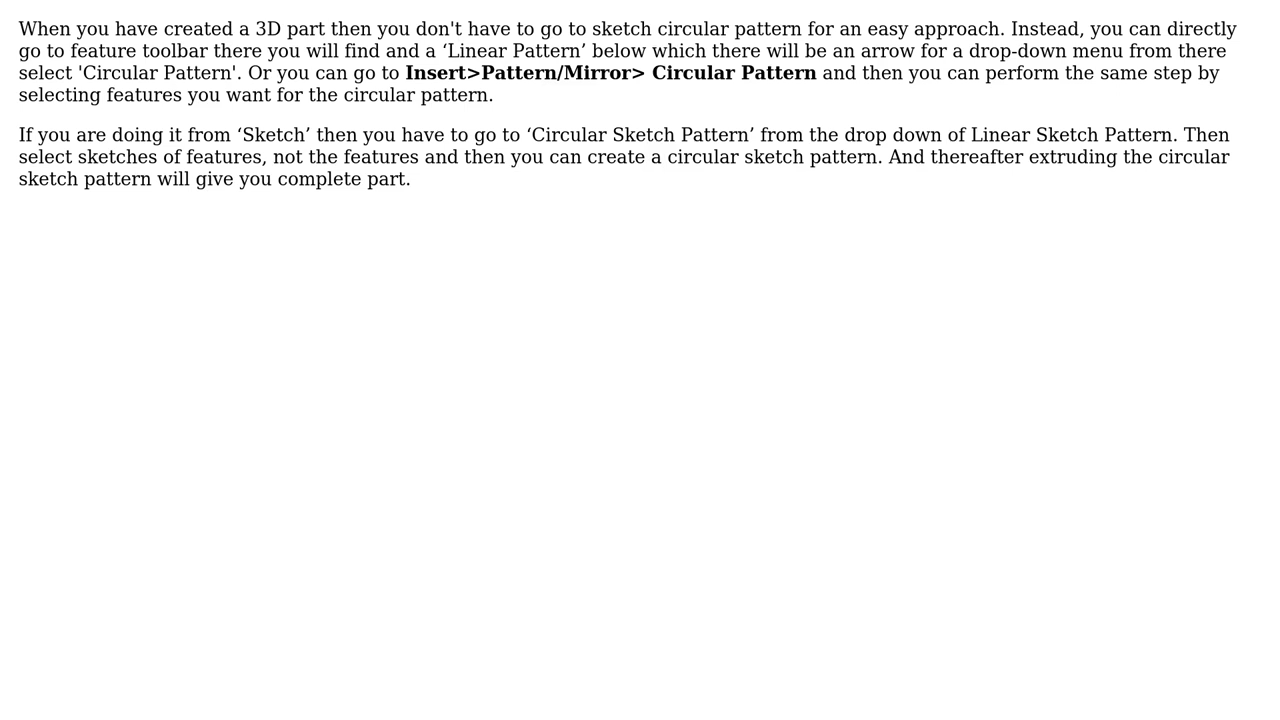 When you have created a 3D part then you don't have to go to sketch circular pattern for an easy approach. Instead, you can directly
go to feature toolbar there you will find and a ‘Linear Pattern’ below which there will be an arrow for a drop-down menu from there
select 'Circular Pattern'. Or you can go to Insert>Pattern/Mirror> Circular Pattern and then you can perform the same step by
selecting features you want for the circular pattern.
If you are doing it from ‘Sketch’ then you have to go to ‘Circular Sketch Pattern’ from the drop down of Linear Sketch Pattern. Then
select sketches of features, not the features and then you can create a circular sketch pattern. And thereafter extruding the circular
sketch pattern will give you complete part.